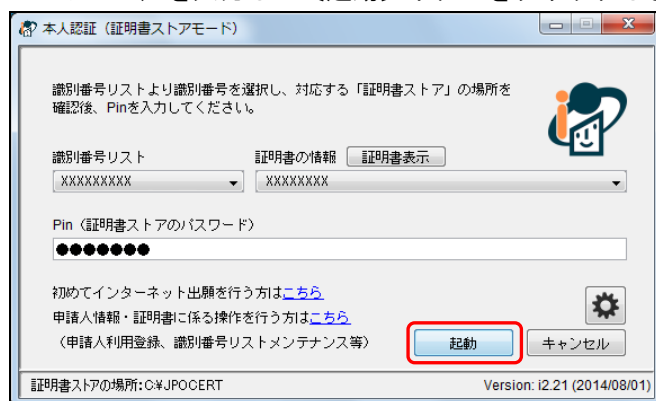 本人認証（証明書ストアモード）
識別番号リストより識別番号を選択し、対応する「証明書ストア」の場所を
確認後、Pinを入力してください。
識別番号リスト 証明書の情報 証明書表示
XXXXXXXXX XXXXXXXX
Pin（証明書ストアのパスワード）
●●●●●●●
初めてインターネット出願を行う方はこちら
申請人情報・証明書に係る操作を行う方はこちら
（申請人利用登録、識別番号リストメンテナンス等） 起動 キャンセル
証明書ストアの場所:C¥JPOCERT Version: i2.21 (2014/08/01)